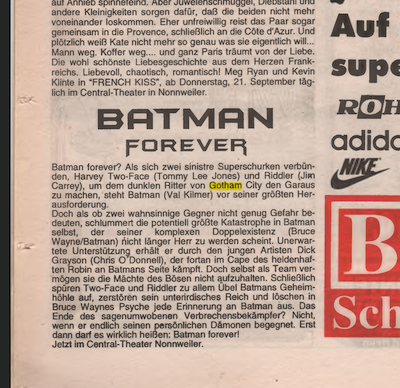 auf Anhieb spinnefeind. Aber Juwelenschmuggel, Diebstahl und
andere Kleinigkeiten sorgen dafür, daß die beiden nicht mehr
voneinander loskommen. Eher unfreiwillig reist das Paar sogar
gemeinsam in die Provence, schließlich an die Côte d'Azur. Und
plötzlich weiß Kate nicht mehr so genau was sie eigentlich will...
Mann weg. Koffer weg.... und ganz Paris träumt von der Liebe.
Die wohl schönste Liebesgeschichte aus dem Herzen Frank-
reichs. Liebevoll, chaotisch, romantisch! Meg Ryan und Kevin
Klinte in "FRENCH KISS", ab Donnerstag, 21. September täg-
lich im Central-Theater in Nonnweiler.
BATMAN
FOREVER
Batman forever? Als sich zwei sinistre Superschurken verbün-
den, Harvey Two-Face (Tommy Lee Jones) und Riddler (Jim
Carrey), um dem dunklen Ritter von Gotham City den Garaus
zu machen, steht Batman (Val Kilmer) vor seiner größten Her-
ausforderung.
Doch als ob zwei wahnsinnige Gegner nicht genug Gefahr be-
deuten, schlummert die potentiell größte Katastrophe in Batman
selbst, der seiner komplexen Doppelexistenz (Bruce
Wayne/Batman) nicht länger Herr zu werden scheint. Unerwar-
tete Unterstützung erhält er durch den jungen Artisten Dick
Grayson (Chris O'Donnell), der fortan im Cape des heldenhaf-
ten Robin an Batmans Seite kämpft. Doch selbst als Team ver-
mögen sie die Mächte des Bösen nicht aufzuhalten. Schließlich
spüren Two-Face und Riddler zu allem Übel Batmans Geheim-
höhle auf, zerstören sein unterirdisches Reich und löschen in
Bruce Waynes Psyche jede Erinnerung an Batman aus. Das
Ende des sagenumwobenen Verbrechensbekämpfer? Nicht,
wenn er endlich seinen persönlichen Dämonen begegnet. Erst
dann darf es wirklich heißen: Batman forever!
Jetzt im Central-Theater Nonnweiler.
Auf
supe
ROH
adida
NIKE
B
Sch